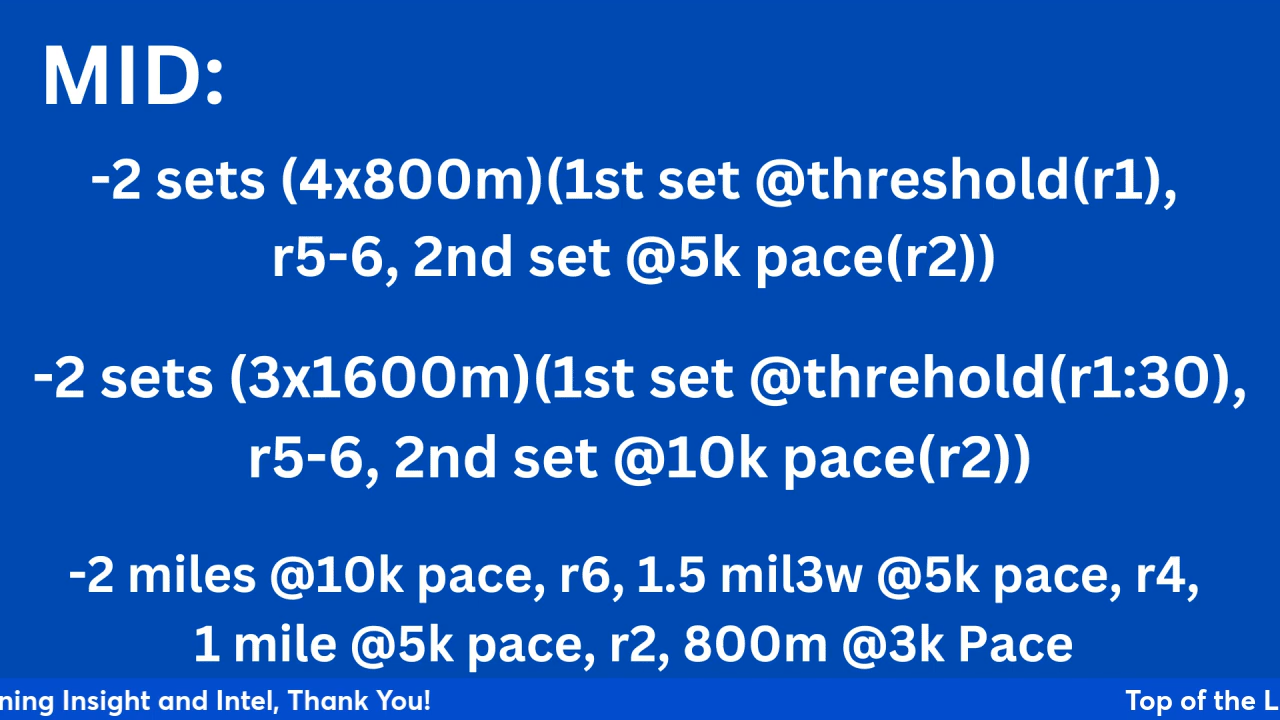 MID:
-2 sets (4x800m)(1st set @threshold(r1),
r5-6, 2nd set @5k pace(r2))
-2 sets (3x1600m)(1st set @threhold(r1:30),
r5-6, 2nd set @10k pace(r2))
-2 miles @10k pace, r6, 1.5 mil3w @5k pace, r4,
1 mile @5k pace, r2, 800m @3k Pace
ning Insight and Intel, Thank You! Top of the L